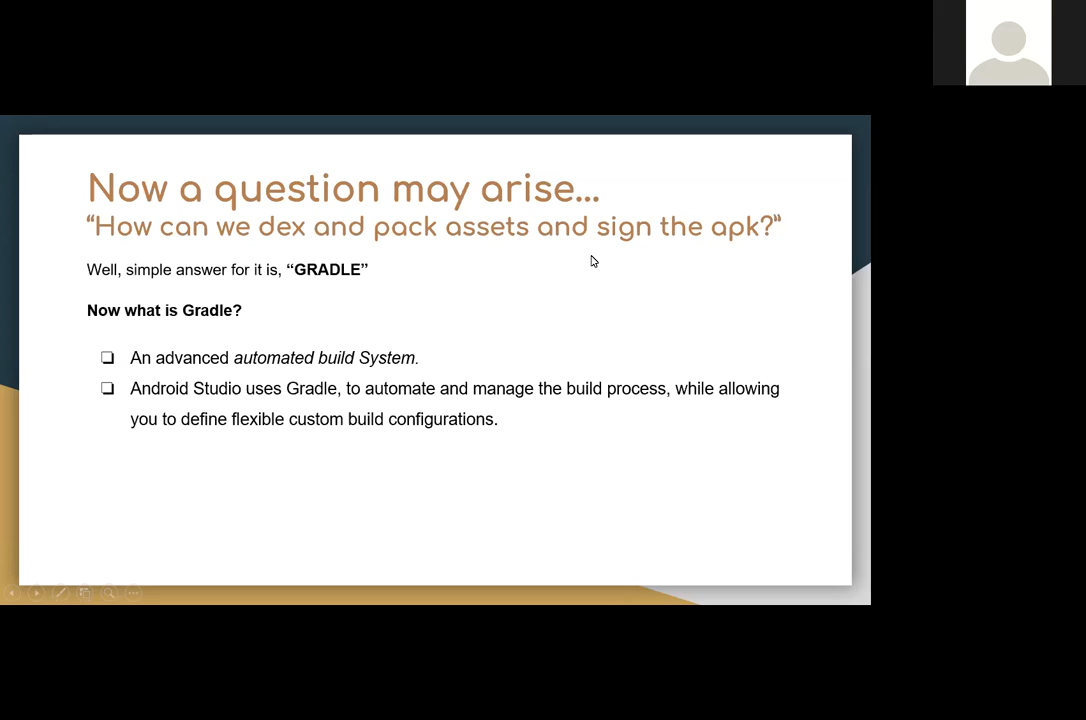 Now a question may arise...
“How can we dex and pack assets and sign the apk?”
Well, simple answer for it is, “GRADLE”
Now what is Gradle?
❏ An advanced automated build System.
❏ Android Studio uses Gradle, to automate and manage the build process, while allowing
you to define flexible custom build configurations.